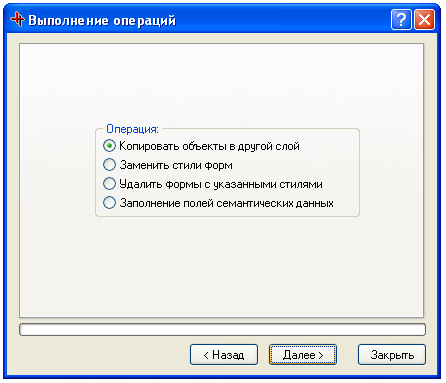 Выполнение операций
Операция:
Копировать объекты в другой слой
Заменить стили форм
Удалить формы с указанными стилями
Заполнение полей семантических данных
< Назад
Далее >
Закрыть